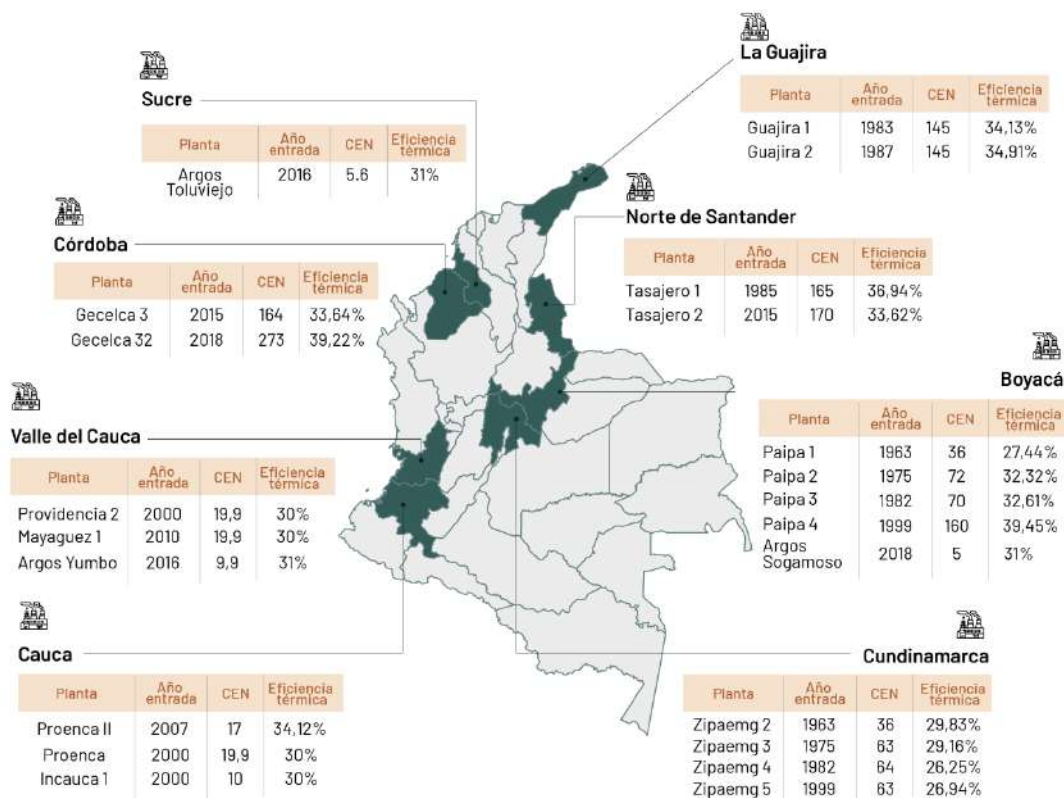 Sucre
Planta Año entrada CEN Eficiencia térmica
Argos Toluviejo 2016 5.6 31%
La Guajira
Planta Año entrada CEN Eficiencia térmica
Guajira 1 1983 145 34,13%
Guajira 2 1987 145 34,91%
Córdoba
Planta Año entrada CEN Eficiencia térmica
Gecelca 3 2015 164 33,64%
Gecelca 32 2018 273 39,22%
Norte de Santander
Planta Año entrada CEN Eficiencia térmica
Tasajero 1 1985 165 36,94%
Tasajero 2 2015 170 33,62%
Boyacá
Planta Año entrada CEN Eficiencia térmica
Paipa 1 1963 36 27,44%
Paipa 2 1975 72 32,32%
Paipa 3 1982 70 32,61%
Paipa 4 1999 160 39,45%
Argos Sogamoso 2018 5 31%
Valle del Cauca
Planta Año entrada CEN Eficiencia térmica
Providencia 2 2000 19,9 30%
Mayaguez 1 2010 19,9 30%
Argos Yumbo 2016 9,9 31%
Cauca
Planta Año entrada CEN Eficiencia térmica
Proenca II 2007 17 34,12%
Proenca 2000 19,9 30%
Incauca 1 2000 10 30%
Cundinamarca
Planta Año entrada CEN Eficiencia térmica
Zipaemg 2 1963 36 29,83%
Zipaemg 3 1975 63 29,16%
Zipaemg 4 1982 64 26,25%
Zipaemg 5 1999 63 26,94%